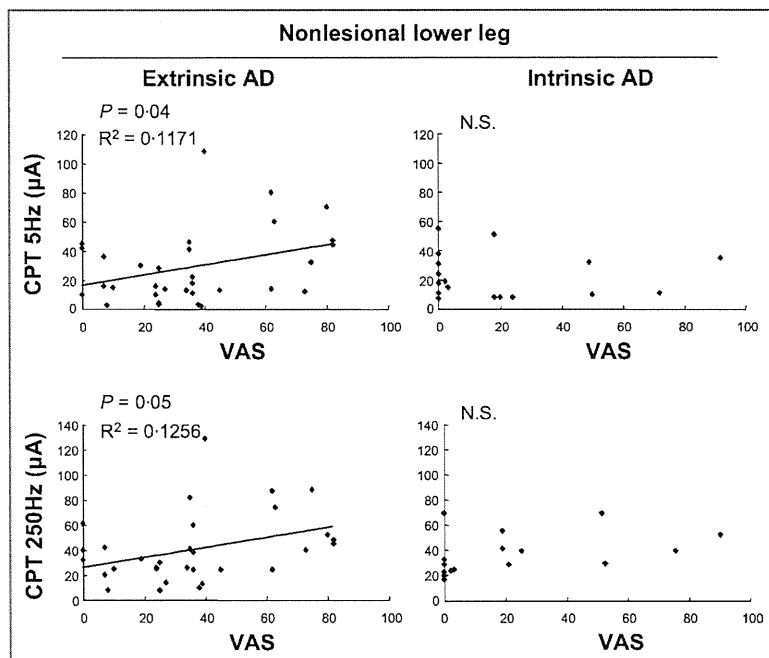 Nonlesional lower leg
Extrinsic AD
Intrinsic AD
P = 0·04
R² = 0·1171
CPT 5Hz (µA)
120
100
80
60
40
20
0
0 20 40 60 80 100
VAS
N.S.
120
100
80
60
40
20
0
0 20 40 60 80 100
VAS
P = 0·05
R² = 0·1256
CPT 250Hz (µA)
140
120
100
80
60
40
20
0
0 20 40 60 80 100
VAS
N.S.
140
120
100
80
60
40
20
0
0 20 40 60 80 100
VAS